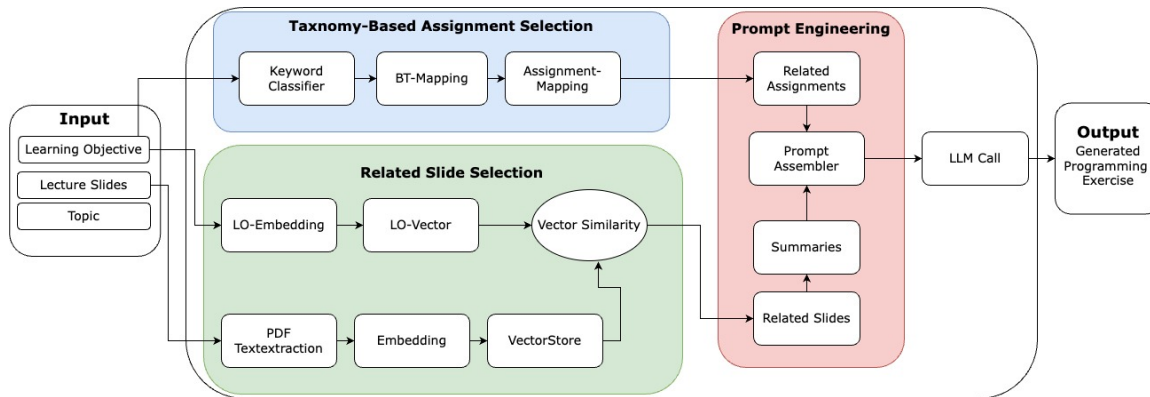 Taxnomy-Based Assignment Selection
Keyword
Classifier
BT-Mapping
Assignment-
Mapping
Prompt Engineering
Related
Assignments
Prompt
Assembler
Summaries
Related Slides
Input
Learning Objective
Lecture Slides
Topic
Related Slide Selection
LO-Embedding
LO-Vector
Vector Similarity
PDF
Textextraction
Embedding
VectorStore
LLM Call
Output
Generated
Programming
Exercise